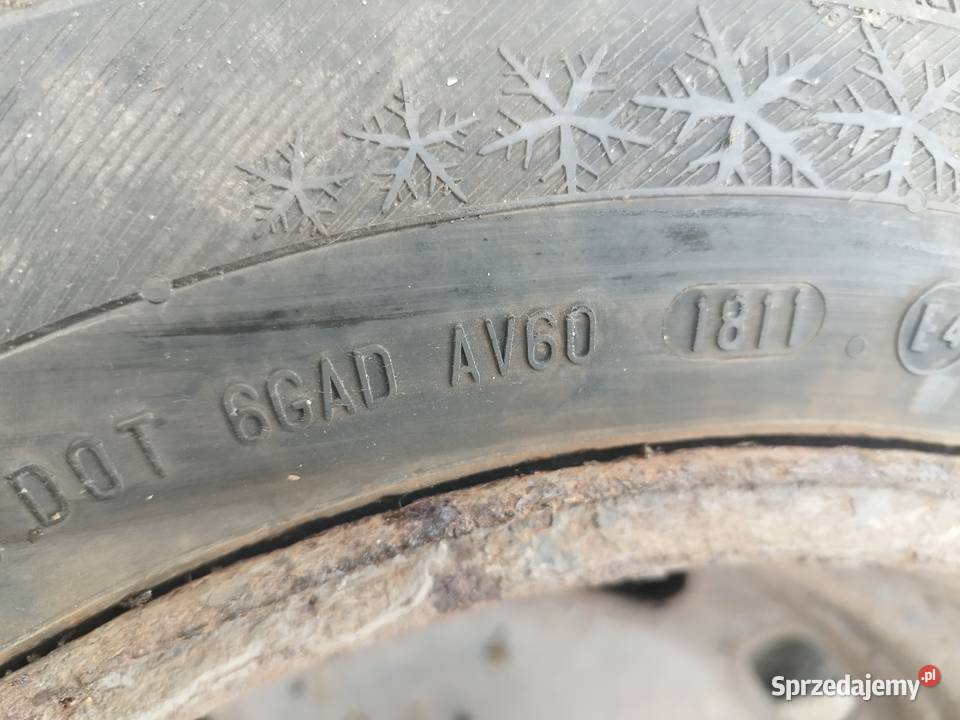 DOT 6GAD AV60 1811 E4
Sprzedajemy.pl